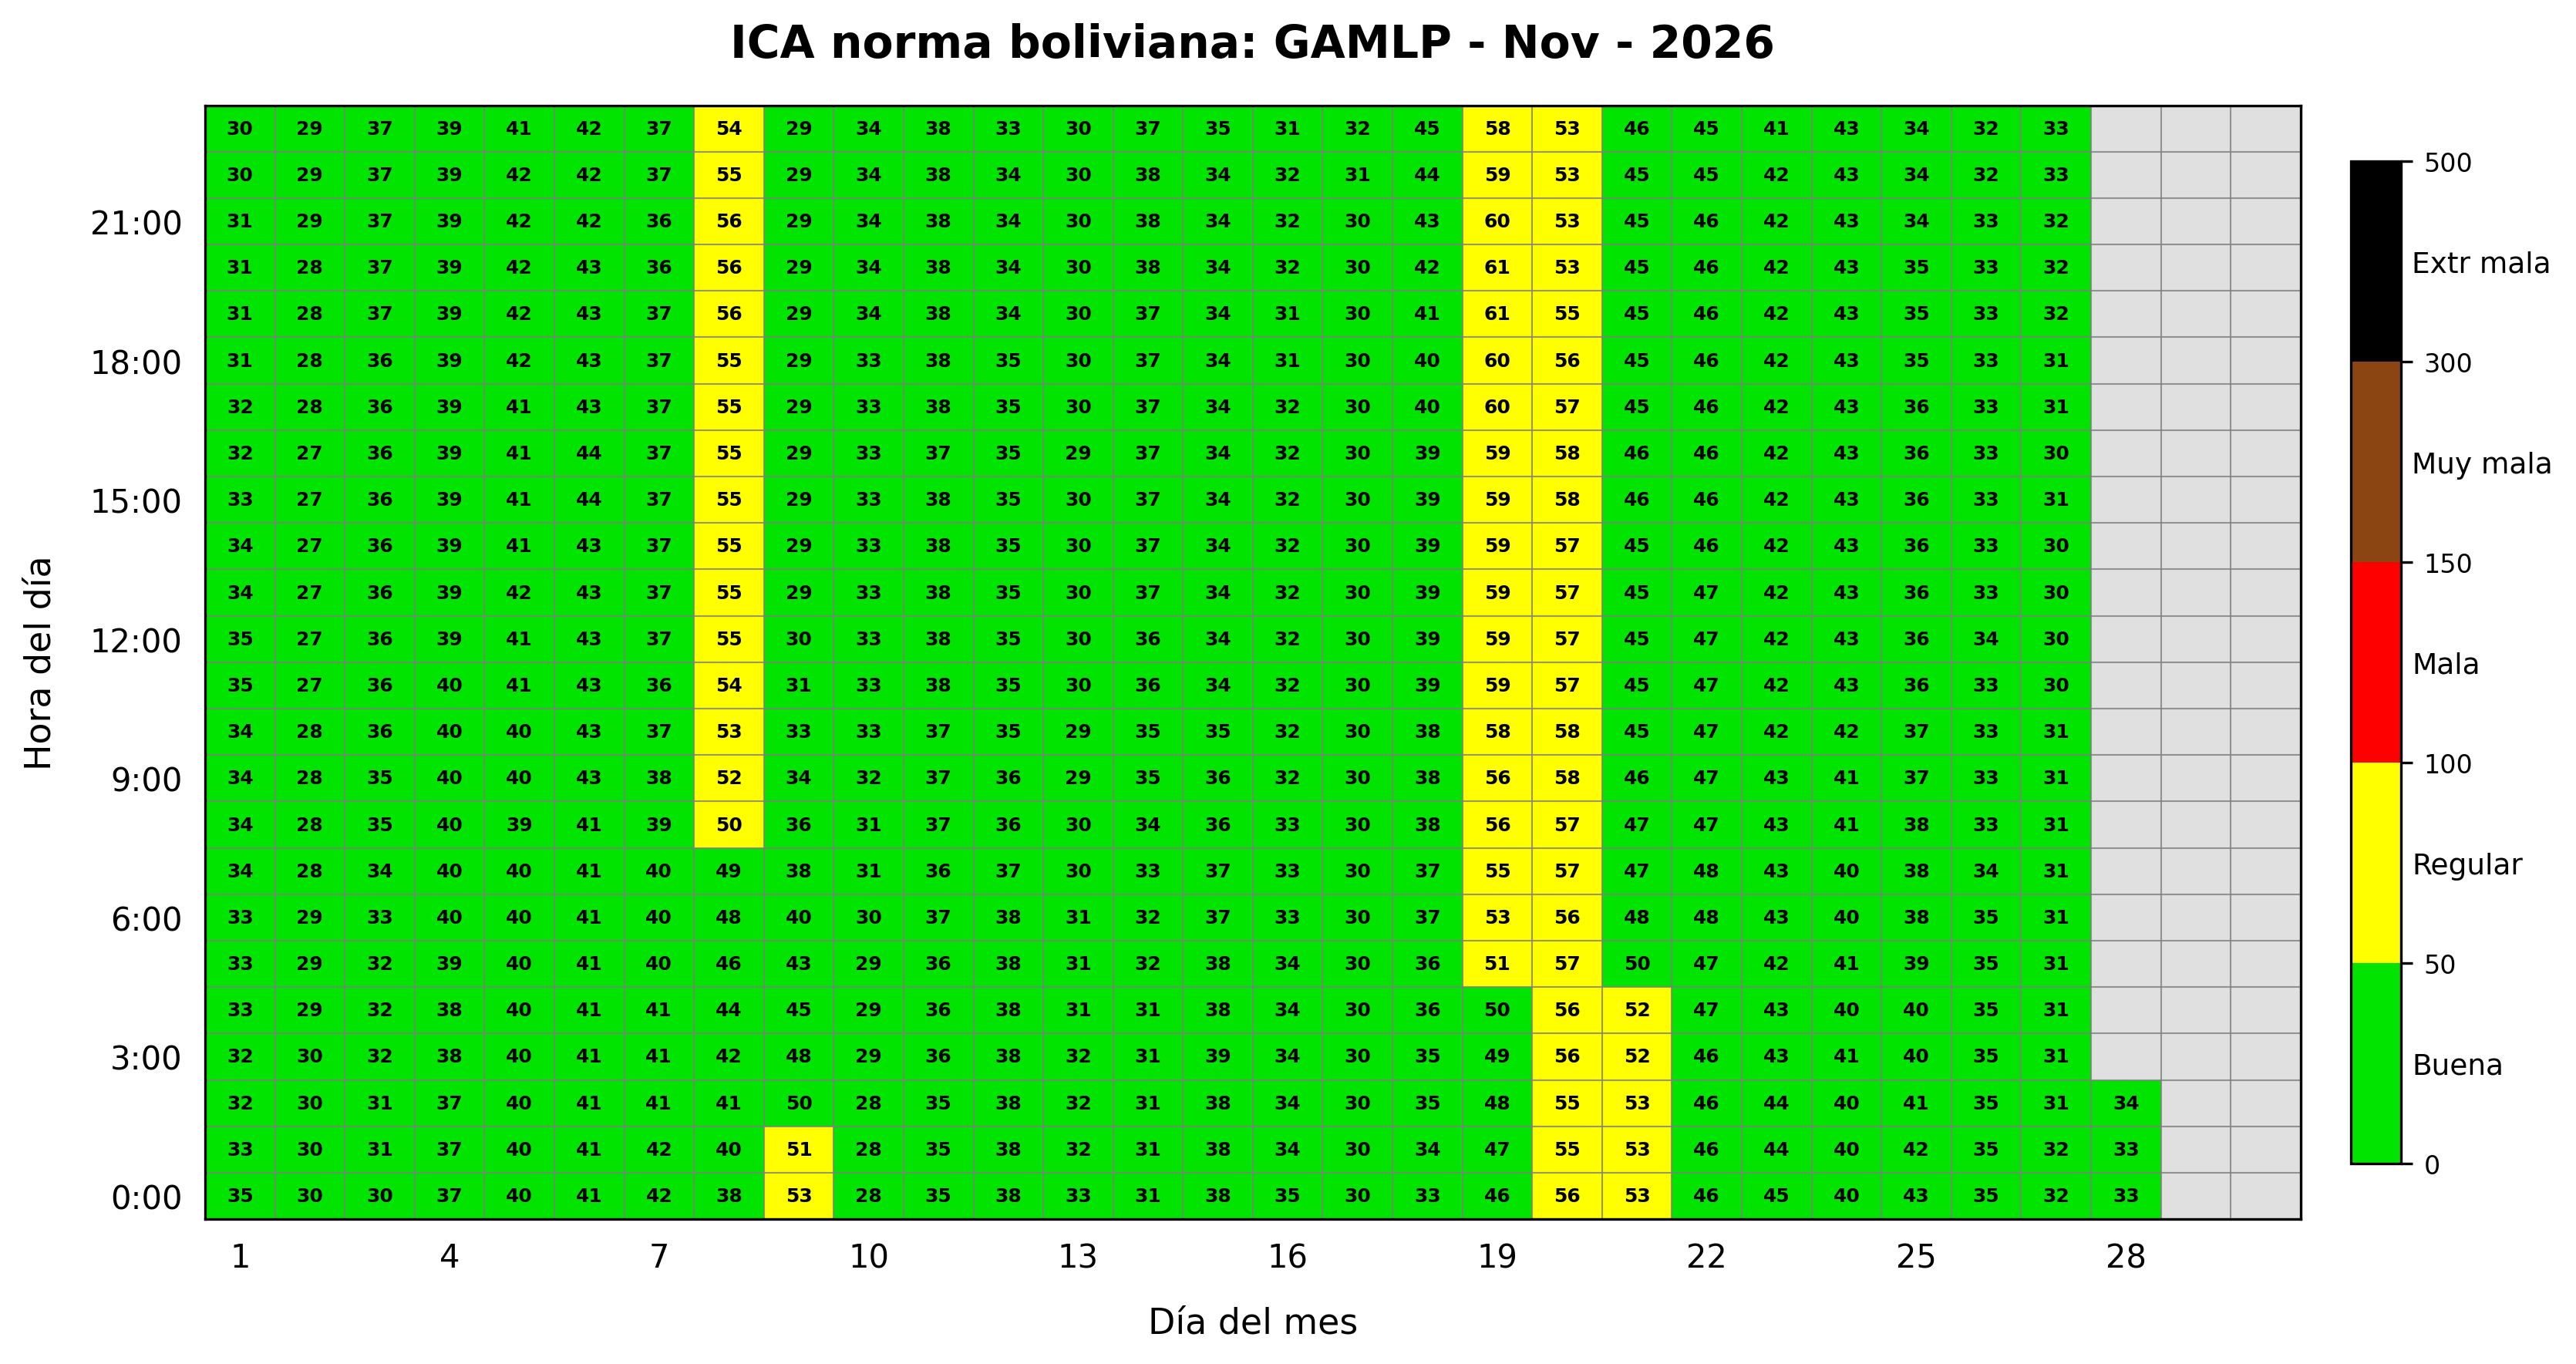 ICA norma boliviana: GAMLP - Nov - 2026
30 29 37 39 41 42 37 54 29 34 38 33 30 37 35 31 32 45 58 53 46 45 41 43 34 32 33
30 29 37 39 42 42 37 55 29 34 38 34 30 38 34 32 31 44 59 53 45 45 42 43 34 32 33
21:00 31 29 37 39 42 42 36 56 29 34 38 34 30 38 34 32 30 43 60 53 45 46 42 43 34 33 32
31 28 37 39 42 43 36 56 29 34 38 34 30 38 34 32 30 42 61 53 45 46 42 43 35 33 32
31 28 37 39 42 43 37 56 29 34 38 34 30 37 34 31 30 41 61 55 45 46 42 43 35 33 32
18:00 31 28 36 39 42 43 37 55 29 33 38 35 30 37 34 31 30 40 60 56 45 46 42 43 35 33 31
32 28 36 39 41 43 37 55 29 33 38 35 30 37 34 32 30 40 60 57 45 46 42 43 36 33 31
32 27 36 39 41 44 37 55 29 33 37 35 29 37 34 32 30 39 59 58 46 46 42 43 36 33 30
15:00 33 27 36 39 41 44 37 55 29 33 38 35 30 37 34 32 30 39 59 58 46 46 42 43 36 33 31
34 27 36 39 41 43 37 55 29 33 38 35 30 37 34 32 30 39 59 57 45 46 42 43 36 33 30
34 27 36 39 42 43 37 55 29 33 38 35 30 37 34 32 30 39 59 57 45 47 42 43 36 33 30
12:00 35 27 36 39 41 43 37 55 30 33 38 35 30 36 34 32 30 39 59 57 45 47 42 43 36 34 30
35 27 36 40 41 43 36 54 31 33 38 35 30 36 34 32 30 39 59 57 45 47 42 43 36 33 30
34 28 36 40 40 43 37 53 33 33 37 35 29 35 35 32 30 38 58 58 45 47 42 42 37 33 31
9:00 34 28 35 40 40 43 38 52 34 32 37 36 29 35 36 32 30 38 56 58 46 47 43 41 37 33 31
34 28 35 40 39 41 39 50 36 31 37 36 30 34 36 33 30 38 56 57 47 47 43 41 38 33 31
34 28 34 40 40 41 40 49 38 31 36 37 30 33 37 33 30 37 55 57 47 48 43 40 38 34 31
6:00 33 29 33 40 40 41 40 48 40 30 37 38 31 32 37 33 30 37 53 56 48 48 43 40 38 35 31
33 29 32 39 40 41 40 46 43 29 36 38 31 32 38 34 30 36 51 57 50 47 42 41 39 35 31
33 29 32 38 40 41 41 44 45 29 36 38 31 31 38 34 30 36 50 56 52 47 43 40 40 35 31
3:00 32 30 32 38 40 41 41 42 48 29 36 38 32 31 39 34 30 35 49 56 52 46 43 41 40 35 31
32 30 31 37 40 41 41 41 50 28 35 38 32 31 38 34 30 35 48 55 53 46 44 40 41 35 31 34
33 30 31 37 40 41 42 40 51 28 35 38 32 31 38 34 30 34 47 55 53 46 44 40 42 35 32 33
0:00 35 30 30 37 40 41 42 38 53 28 35 38 33 31 38 35 30 33 46 56 53 46 45 40 43 35 32 33
1 4 7 10 13 16 19 22 25 28
Día del mes
Hora del día
500
Extr mala
300
Muy mala
150
Mala
100
Regular
50
Buena
0